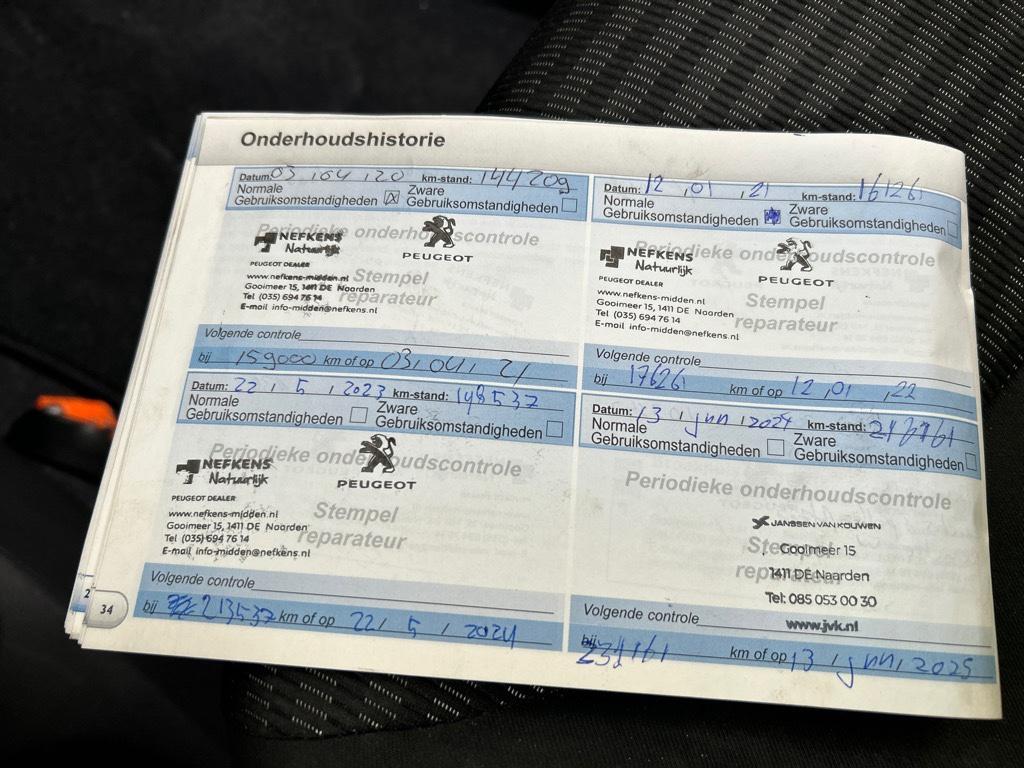 Onderhoudshistorie
Datum: 03, 04, 20 km-stand: 144209
Normale Gebruiksomstandigheden Zware Gebruiksomstandigheden
Periodieke onderhoudscontrole
NEFKENS
Natuurlijk
PEUGEOT
PEUGEOT DEALER
www.nefkens-midden.nl
Gooimeer 15, 1411 DE Naarden
Tel (035) 694 76 14
E-mail info-midden@nefkens.nl
Stempel
reparateur
Volgende controle
bij 159000 km of op 03, 04, 21
Datum: 12, 01, 21 km-stand: 16126
Normale Gebruiksomstandigheden Zware Gebruiksomstandigheden
Periodieke onderhoudscontrole
NEFKENS
Natuurlijk
PEUGEOT
PEUGEOT DEALER
www.nefkens-midden.nl
Gooimeer 15, 1411 DE Naarden
Tel (035) 694 76 14
E-mail info-midden@nefkens.nl
Stempel
reparateur
Volgende controle
bij 17626 km of op 12, 01, 22
Datum: 22, 5, 2023 km-stand: 198537
Normale Gebruiksomstandigheden Zware Gebruiksomstandigheden
Periodieke onderhoudscontrole
NEFKENS
Natuurlijk
PEUGEOT
PEUGEOT DEALER
www.nefkens-midden.nl
Gooimeer 15, 1411 DE Naarden
Tel (035) 694 76 14
E-mail info-midden@nefkens.nl
Stempel
reparateur
Volgende controle
bij 213537 km of op 22, 5, 2024
Datum: 13, jun, 2024 km-stand:
Normale Gebruiksomstandigheden Zware Gebruiksomstandigheden
Periodieke onderhoudscontrole
JANSSEN VAN KOUWEN
Stempel
Gooimeer 15
reparateur
1411 DE Naarden
Tel: 085 053 00 30
www.jvk.nl
Volgende controle
bij km of op 13, jun, 2025
34